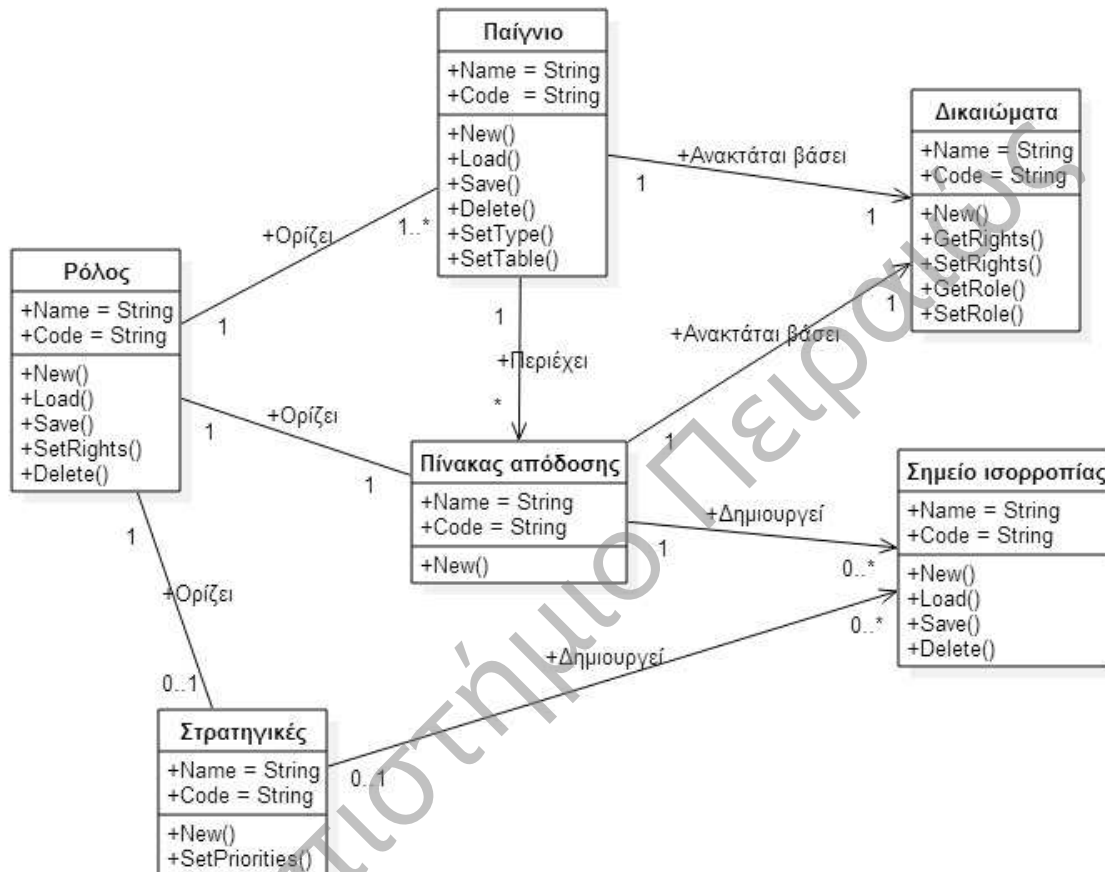 Παίγνιο
+Name = String
+Code = String
+New()
+Load()
+Save()
+Delete()
+SetType()
+SetTable()
Δικαιώματα
+Name = String
+Code = String
+New()
+GetRights()
+SetRights()
+GetRole()
+SetRole()
+Ανακτάται βάσει
1
1
+Ορίζει
1..*
1
Ρόλος
+Name = String
+Code = String
+New()
+Load()
+Save()
+SetRights()
+Delete()
1
+Περιέχει
*
+Ανακτάται βάσει
1
1
+Ορίζει
1
1
Πίνακας απόδοσης
+Name = String
+Code = String
+New()
Σημείο ισορροπίας
+Name = String
+Code = String
+New()
+Load()
+Save()
+Delete()
+Δημιουργεί
1
0..*
1
+Ορίζει
0..1
+Δημιουργεί
0..1
0..*
Στρατηγικές
+Name = String
+Code = String
+New()
+SetPriorities()
Πειραιώς